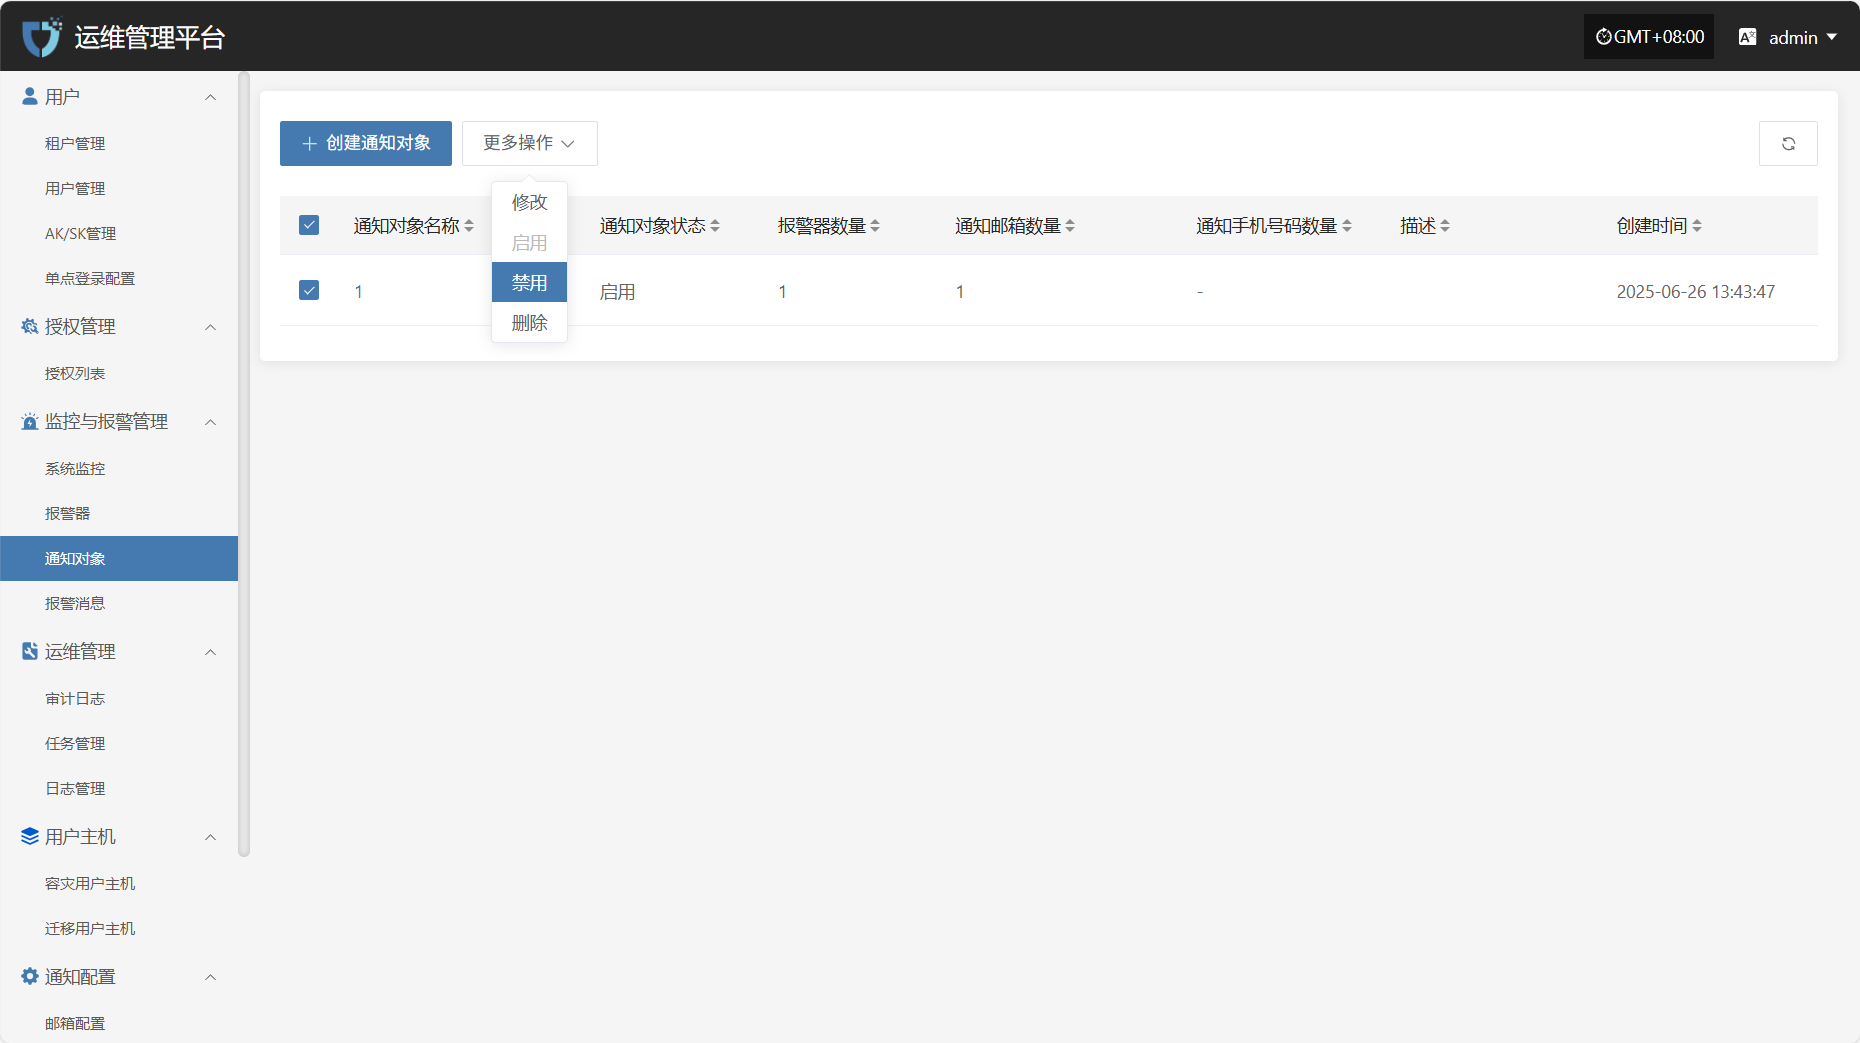 运维管理平台
GMT+08:00
admin
用户
租户管理
用户管理
AK/SK管理
单点登录配置
授权管理
授权列表
监控与报警管理
系统监控
报警器
通知对象
报警消息
运维管理
审计日志
任务管理
日志管理
用户主机
容灾用户主机
迁移用户主机
通知配置
邮箱配置
创建通知对象 更多操作
修改
启用
禁用
删除
通知对象名称 通知对象状态 报警器数量 通知邮箱数量 通知手机号码数量 描述 创建时间
1 启用 1 1 - 2025-06-26 13:43:47